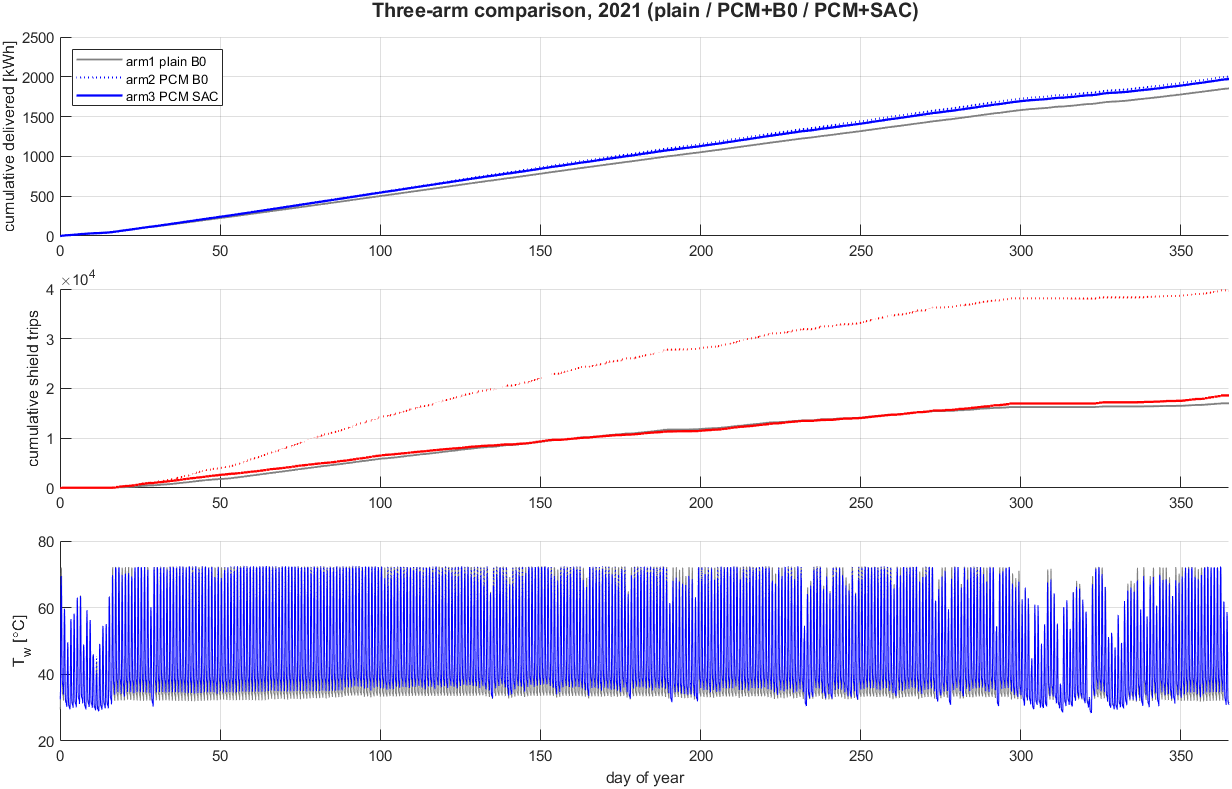 Three-arm comparison, 2021 (plain / PCM+B0 / PCM+SAC)
cumulative delivered [kWh]
2500
2000
1500
1000
500
0
arm1 plain B0
arm2 PCM B0
arm3 PCM SAC
0 50 100 150 200 250 300 350
×10⁴
cumulative shield trips
4
3
2
1
0
0 50 100 150 200 250 300 350
T_w [°C]
80
60
40
20
0 50 100 150 200 250 300 350
day of year